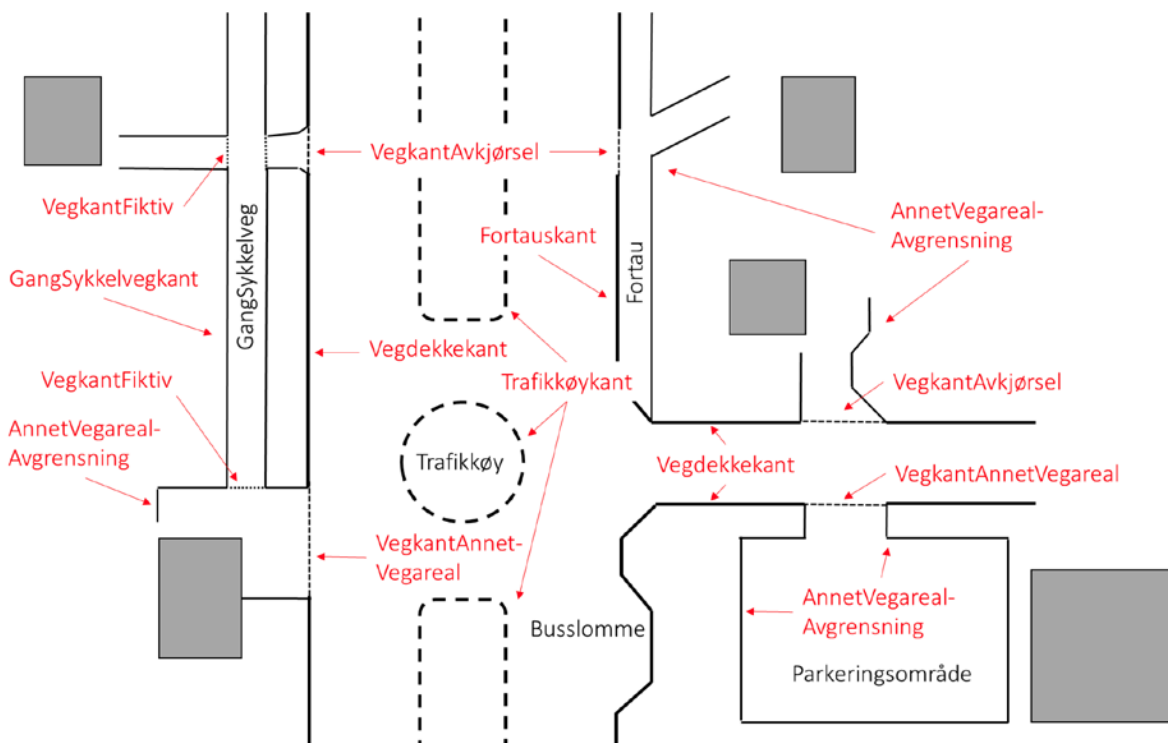 VegkantAvkjørsel
VegkantFiktiv
AnnetVegareal-
Avgrensning
Fortauskant
GangSykkelvegkant
GangSykkelveg
Fortau
Vegdekkekant
VegkantFiktiv
Trafikkøykant
VegkantAvkjørsel
AnnetVegareal-
Avgrensning
Trafikkøy
Vegdekkekant
VegkantAnnetVegareal
VegkantAnnet-
Vegareal
AnnetVegareal-
Avgrensning
Busslomme
Parkeringsområde